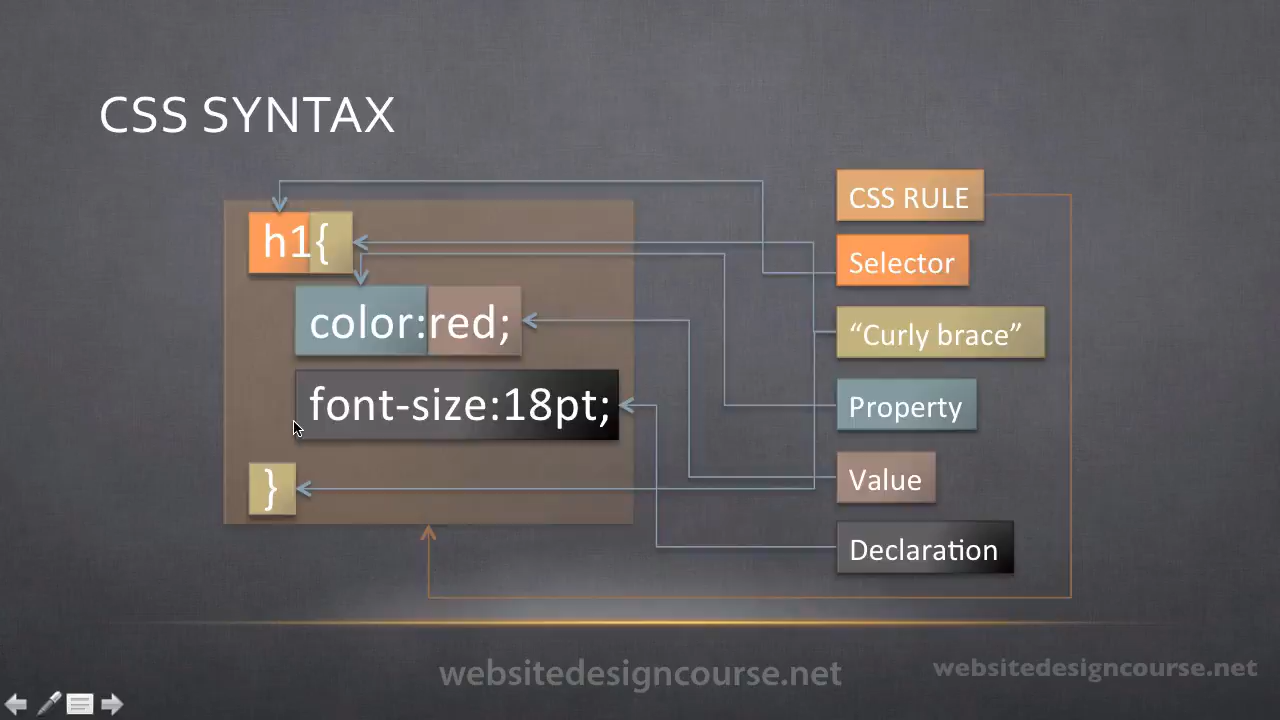 CSS SYNTAX
h1{
color:red;
font-size:18pt;
}
CSS RULE
Selector
“Curly brace”
Property
Value
Declaration
websitedesigncourse.net
websitedesigncourse.net